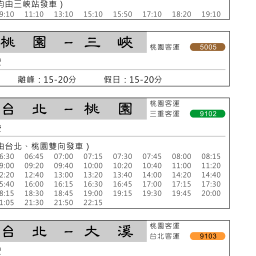 均由三峽站發車)
9:10 11:10 13:10 15:10 15:50 17:10 18:20 19:10
桃 園 - 三 峽 桃園客運 5005
離峰:15-20分 假日:15-20分
台 北 - 桃 園 桃園客運 三重客運 9102
由台北、桃園雙向發車)
6:30 06:45 07:00 07:15 07:30 07:45 08:00 08:15
9:00 09:20 09:40 10:00 10:20 10:40 11:00 11:20
2:20 12:40 13:00 13:20 13:40 14:00 14:20 14:40
5:40 16:00 16:15 16:30 16:45 17:00 17:15 17:30
8:15 18:30 18:45 19:00 19:15 19:30 19:45 20:00
1:05 21:30 21:50 22:15
台 北 - 大 溪 桃園客運 台北客運 9103